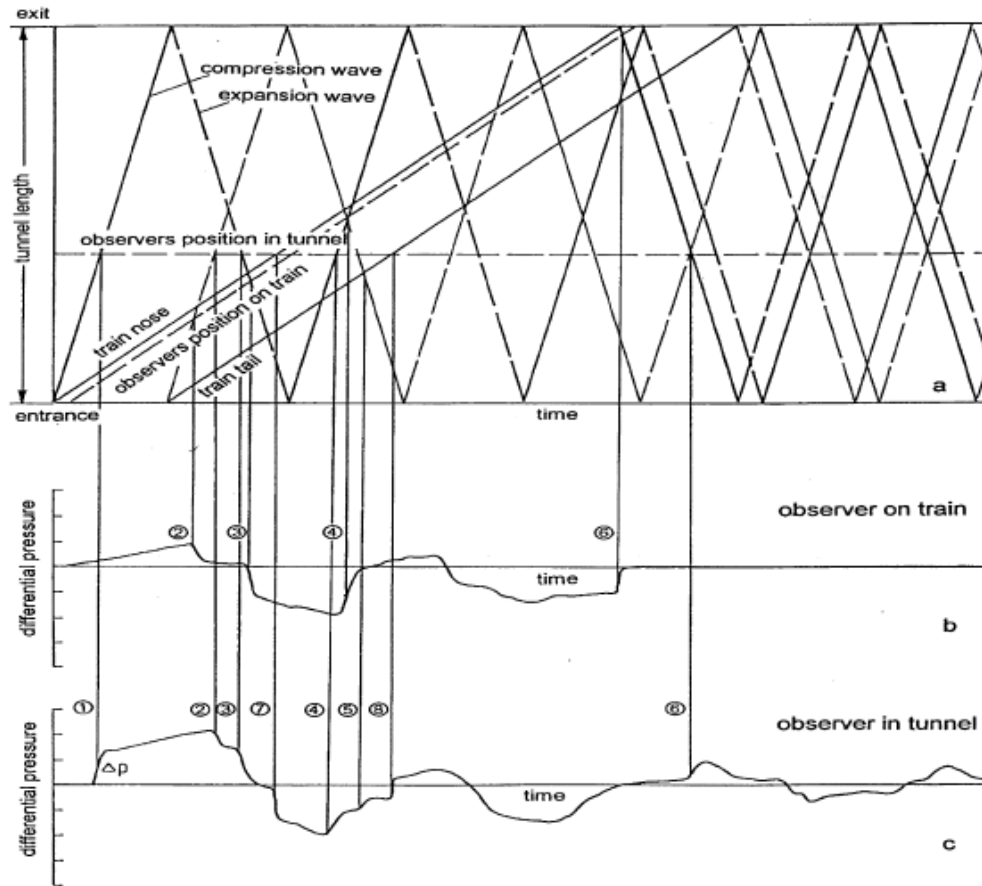 exit
compression wave
expansion wave
tunnel length
observers position in tunnel
train nose
observers position on train
train tail
a
entrance
time
differential pressure
observer on train
② ③ ④ ⑥
time
b
differential pressure
① ② ③ ⑦ ④ ⑤ ⑧ ⑥
observer in tunnel
Δp
time
c